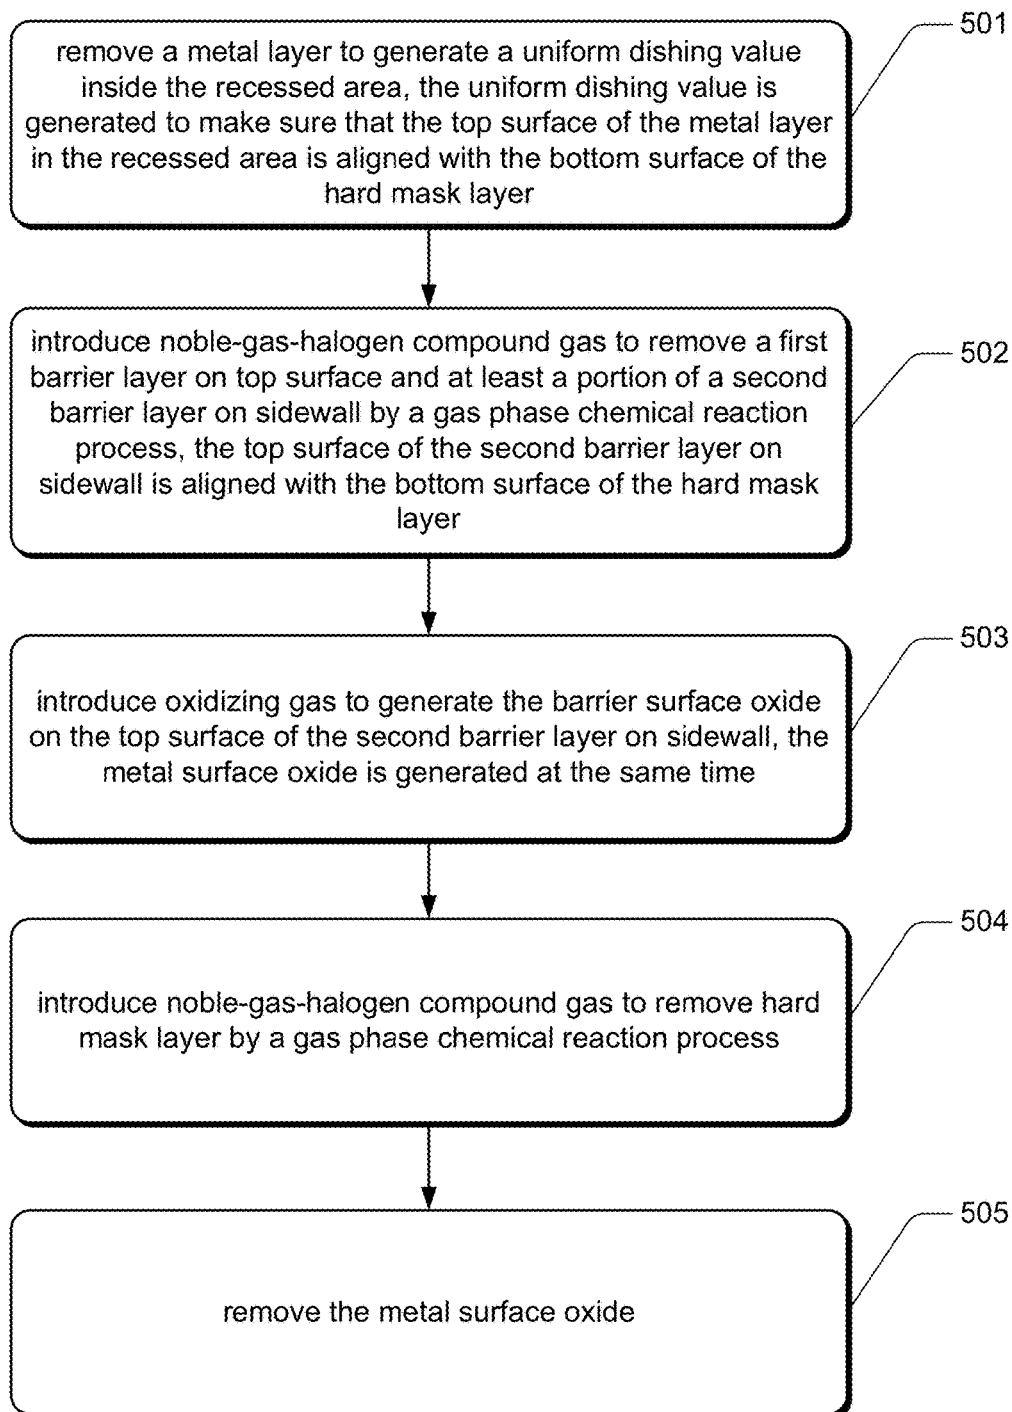 remove a metal layer to generate a uniform dishing value
inside the recessed area, the uniform dishing value is
generated to make sure that the top surface of the metal layer
in the recessed area is aligned with the bottom surface of the
hard mask layer
501
introduce noble-gas-halogen compound gas to remove a first
barrier layer on top surface and at least a portion of a second
barrier layer on sidewall by a gas phase chemical reaction
process, the top surface of the second barrier layer on
sidewall is aligned with the bottom surface of the hard mask
layer
502
introduce oxidizing gas to generate the barrier surface oxide
on the top surface of the second barrier layer on sidewall, the
metal surface oxide is generated at the same time
503
introduce noble-gas-halogen compound gas to remove hard
mask layer by a gas phase chemical reaction process
504
remove the metal surface oxide
505